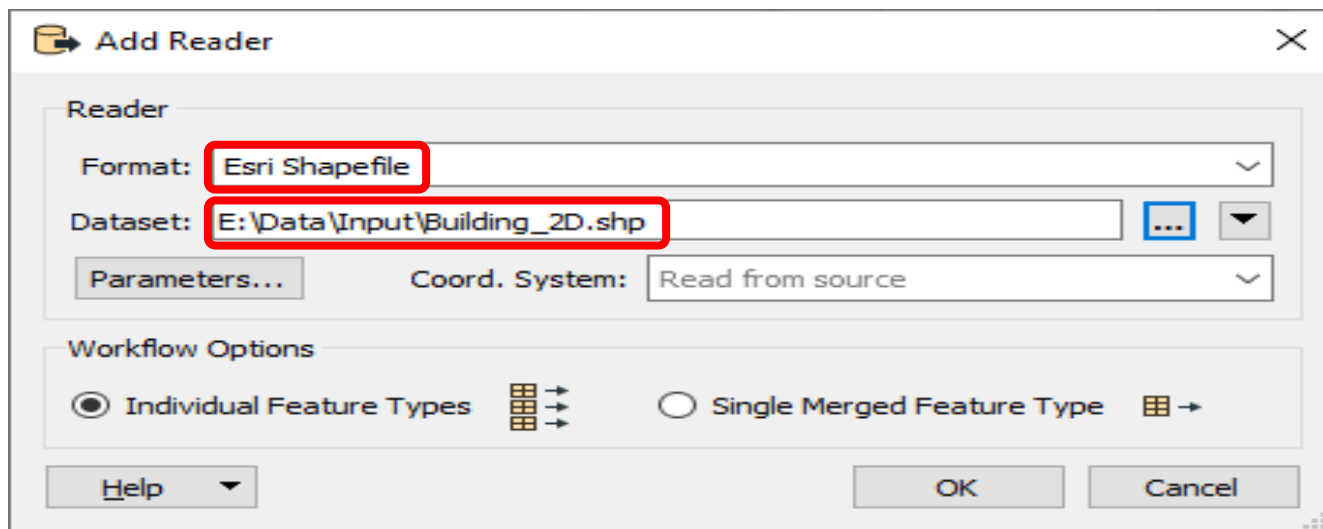 Add Reader
Reader
Format: Esri Shapefile
Dataset: E:\Data\Input\Building_2D.shp ...
Parameters... Coord. System: Read from source
Workflow Options
Individual Feature Types Single Merged Feature Type
Help OK Cancel